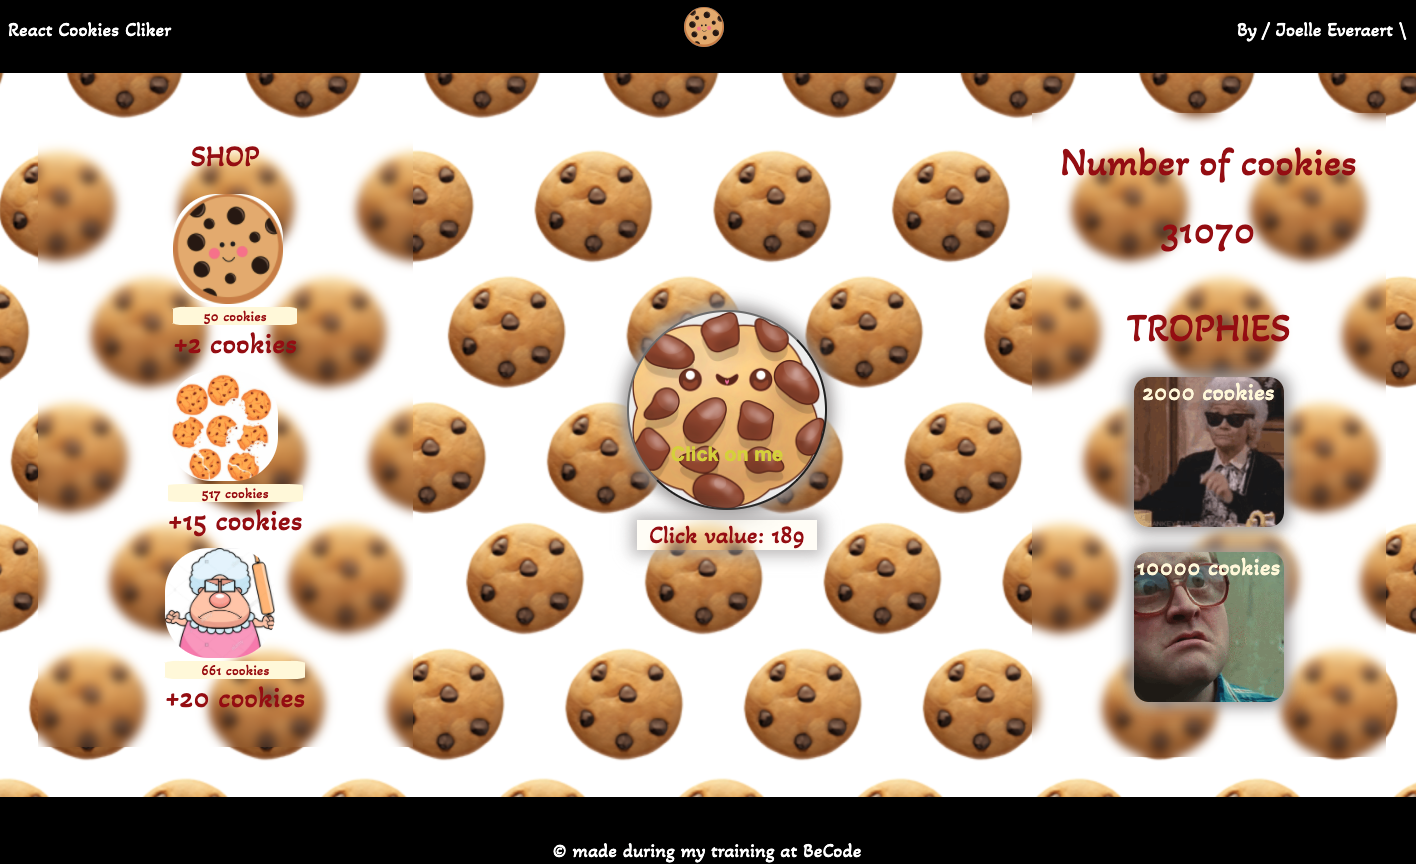 React Cookies Cliker
By / Joelle Everaert \
SHOP
50 cookies
+2 cookies
517 cookies
+15 cookies
661 cookies
+20 cookies
Click on me
Click value: 189
Number of cookies
31070
TROPHIES
2000 cookies
10000 cookies
© made during my training at BeCode